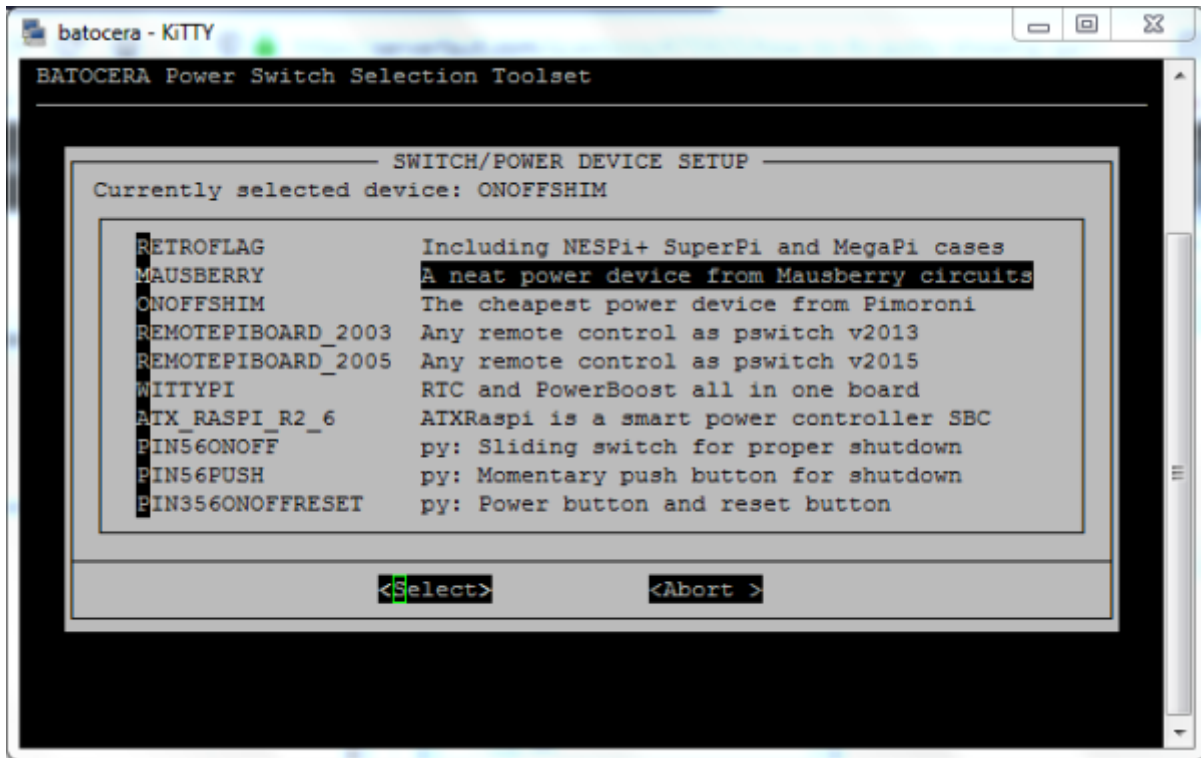 batocera - KiTTY
BATOCERA Power Switch Selection Toolset
SWITCH/POWER DEVICE SETUP
Currently selected device: ONOFFSHIM
RETROFLAG Including NESPi+ SuperPi and MegaPi cases
MAUSBERRY A neat power device from Mausberry circuits
ONOFFSHIM The cheapest power device from Pimoroni
REMOTEPIBOARD_2003 Any remote control as pswitch v2013
REMOTEPIBOARD_2005 Any remote control as pswitch v2015
WITTYPI RTC and PowerBoost all in one board
ATX_RASPI_R2_6 ATXRaspi is a smart power controller SBC
PIN56ONOFF py: Sliding switch for proper shutdown
PIN56PUSH py: Momentary push button for shutdown
PIN356ONOFFRESET py: Power button and reset button
<Select> <Abort >